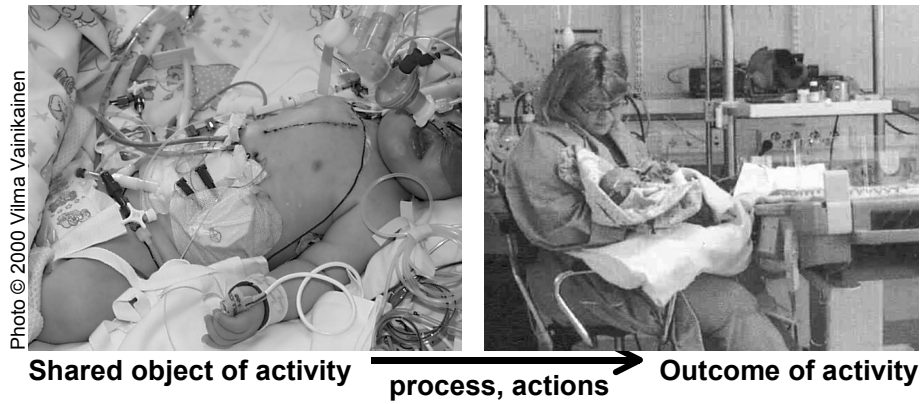 Photo © 2000 Vilma Vainikainen
Shared object of activity
process, actions
Outcome of activity